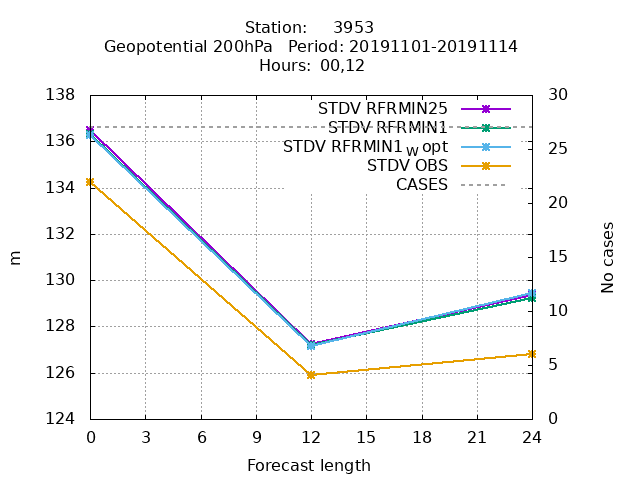 Station:     3953
Geopotential 200hPa   Period: 20191101-20191114
Hours:  00,12
138
136
134
132
130
128
126
124
30
25
20
15
10
5
0
STDV RFRMIN25
STDV RFRMIN1
STDV RFRMIN1_W opt
STDV OBS
CASES
m
No cases
0 3 6 9 12 15 18 21 24
Forecast length